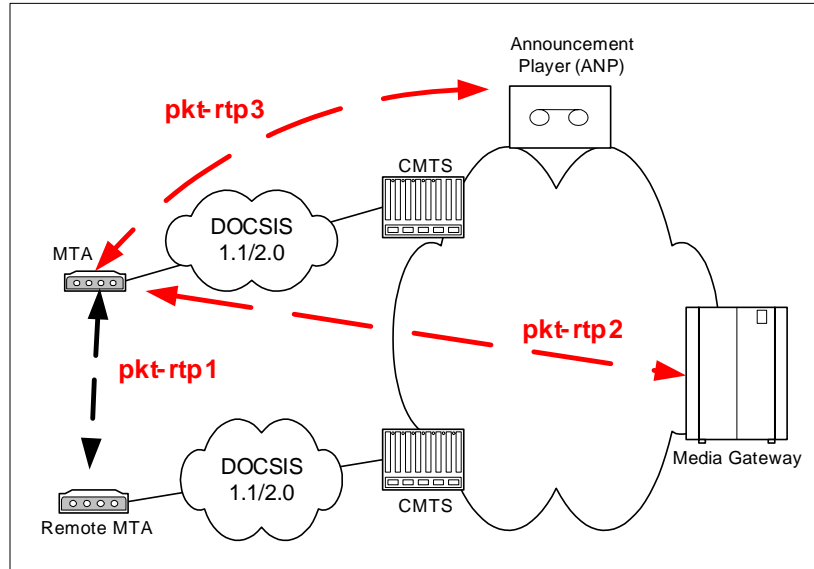 Announcement
Player (ANP)
pkt-rtp3
CMTS
DOCSIS
1.1/2.0
MTA
pkt-rtp2
pkt-rtp1
DOCSIS
1.1/2.0
Media Gateway
CMTS
Remote MTA